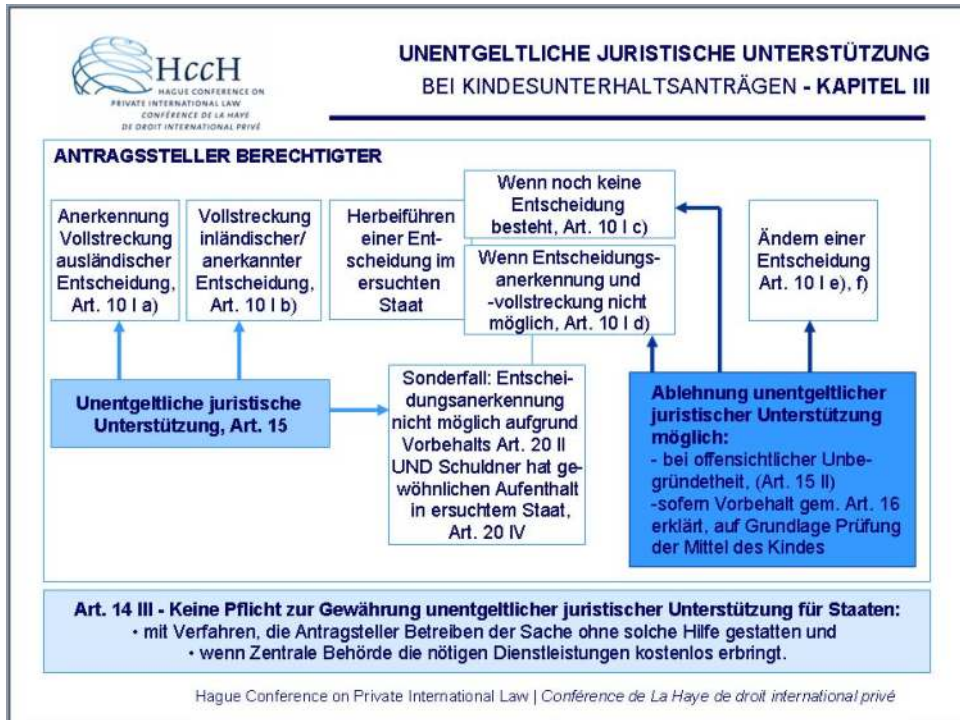 HccH
HAGUE CONFERENCE ON
PRIVATE INTERNATIONAL LAW
CONFÉRENCE DE LA HAYE
DE DROIT INTERNATIONAL PRIVÉ
UNENTGELTLICHE JURISTISCHE UNTERSTÜTZUNG
BEI KINDESUNTERHALTSANTRÄGEN - KAPITEL III
ANTRAGSSTELLER BERECHTIGTER
Anerkennung
Vollstreckung
ausländischer
Entscheidung,
Art. 10 I a)
Vollstreckung
inländischer/
anerkannter
Entscheidung,
Art. 10 I b)
Herbeiführen
einer Ent-
scheidung im
ersuchten
Staat
Wenn noch keine
Entscheidung
besteht, Art. 10 I c)
Wenn Entscheidungs-
anerkennung und
-vollstreckung nicht
möglich, Art. 10 I d)
Ändern einer
Entscheidung
Art. 10 I e), f)
Unentgeltliche juristische
Unterstützung, Art. 15
Sonderfall: Entschei-
dungsanerkennung
nicht möglich aufgrund
Vorbehalts Art. 20 II
UND Schuldner hat ge-
wöhnlichen Aufenthalt
in ersuchtem Staat,
Art. 20 IV
Ablehnung unentgeltlicher
juristischer Unterstützung
möglich:
- bei offensichtlicher Unbe-
gründetheit, (Art. 15 II)
-sofern Vorbehalt gem. Art. 16
erklärt, auf Grundlage Prüfung
der Mittel des Kindes
Art. 14 III - Keine Pflicht zur Gewährung unentgeltlicher juristischer Unterstützung für Staaten:
• mit Verfahren, die Antragsteller Betreiben der Sache ohne solche Hilfe gestatten und
• wenn Zentrale Behörde die nötigen Dienstleistungen kostenlos erbringt.
Hague Conference on Private International Law | Conférence de La Haye de droit international privé